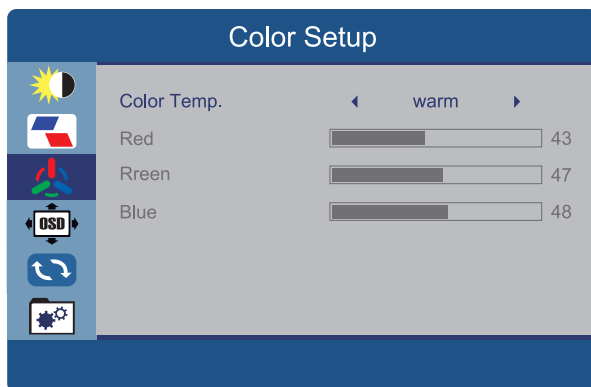 Color Setup
Color Temp. warm
Red 43
Rreen 47
Blue 48
OSD